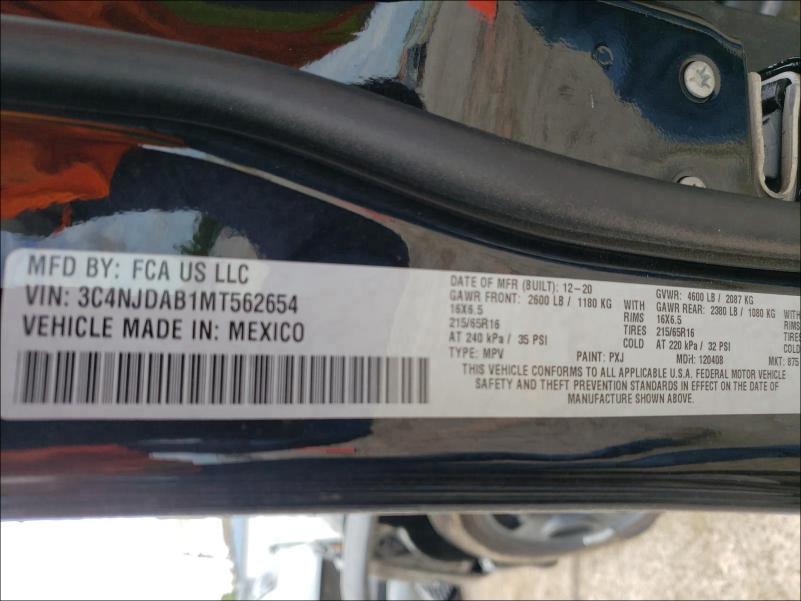 MFD BY: FCA US LLC
VIN: 3C4NJDAB1MT562654
VEHICLE MADE IN: MEXICO
DATE OF MFR (BUILT): 12-20 GVWR: 4600 LB / 2087 KG
GAWR FRONT: 2600 LB / 1180 KG WITH GAWR REAR: 2380 LB / 1080 KG
16X6.5 RIMS 16X6.5
215/65R16 TIRES 215/65R16
AT 240 kPa / 35 PSI COLD AT 220 kPa / 32 PSI
TYPE: MPV PAINT: PXJ MDH: 120408 MKT: 875
THIS VEHICLE CONFORMS TO ALL APPLICABLE U.S.A. FEDERAL MOTOR VEHICLE
SAFETY AND THEFT PREVENTION STANDARDS IN EFFECT ON THE DATE OF
MANUFACTURE SHOWN ABOVE.